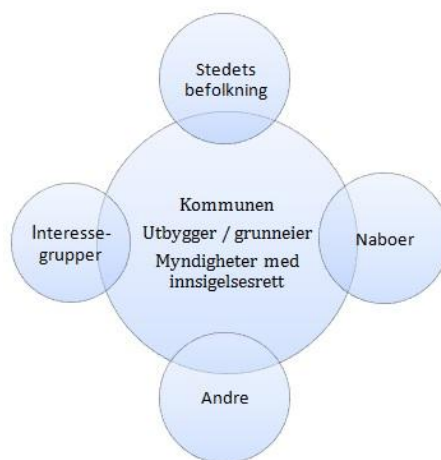 Stedets
befolkning
Kommunen
Utbygger / grunneier
Myndigheter med
innsigelsesrett
Interesse-
grupper
Naboer
Andre